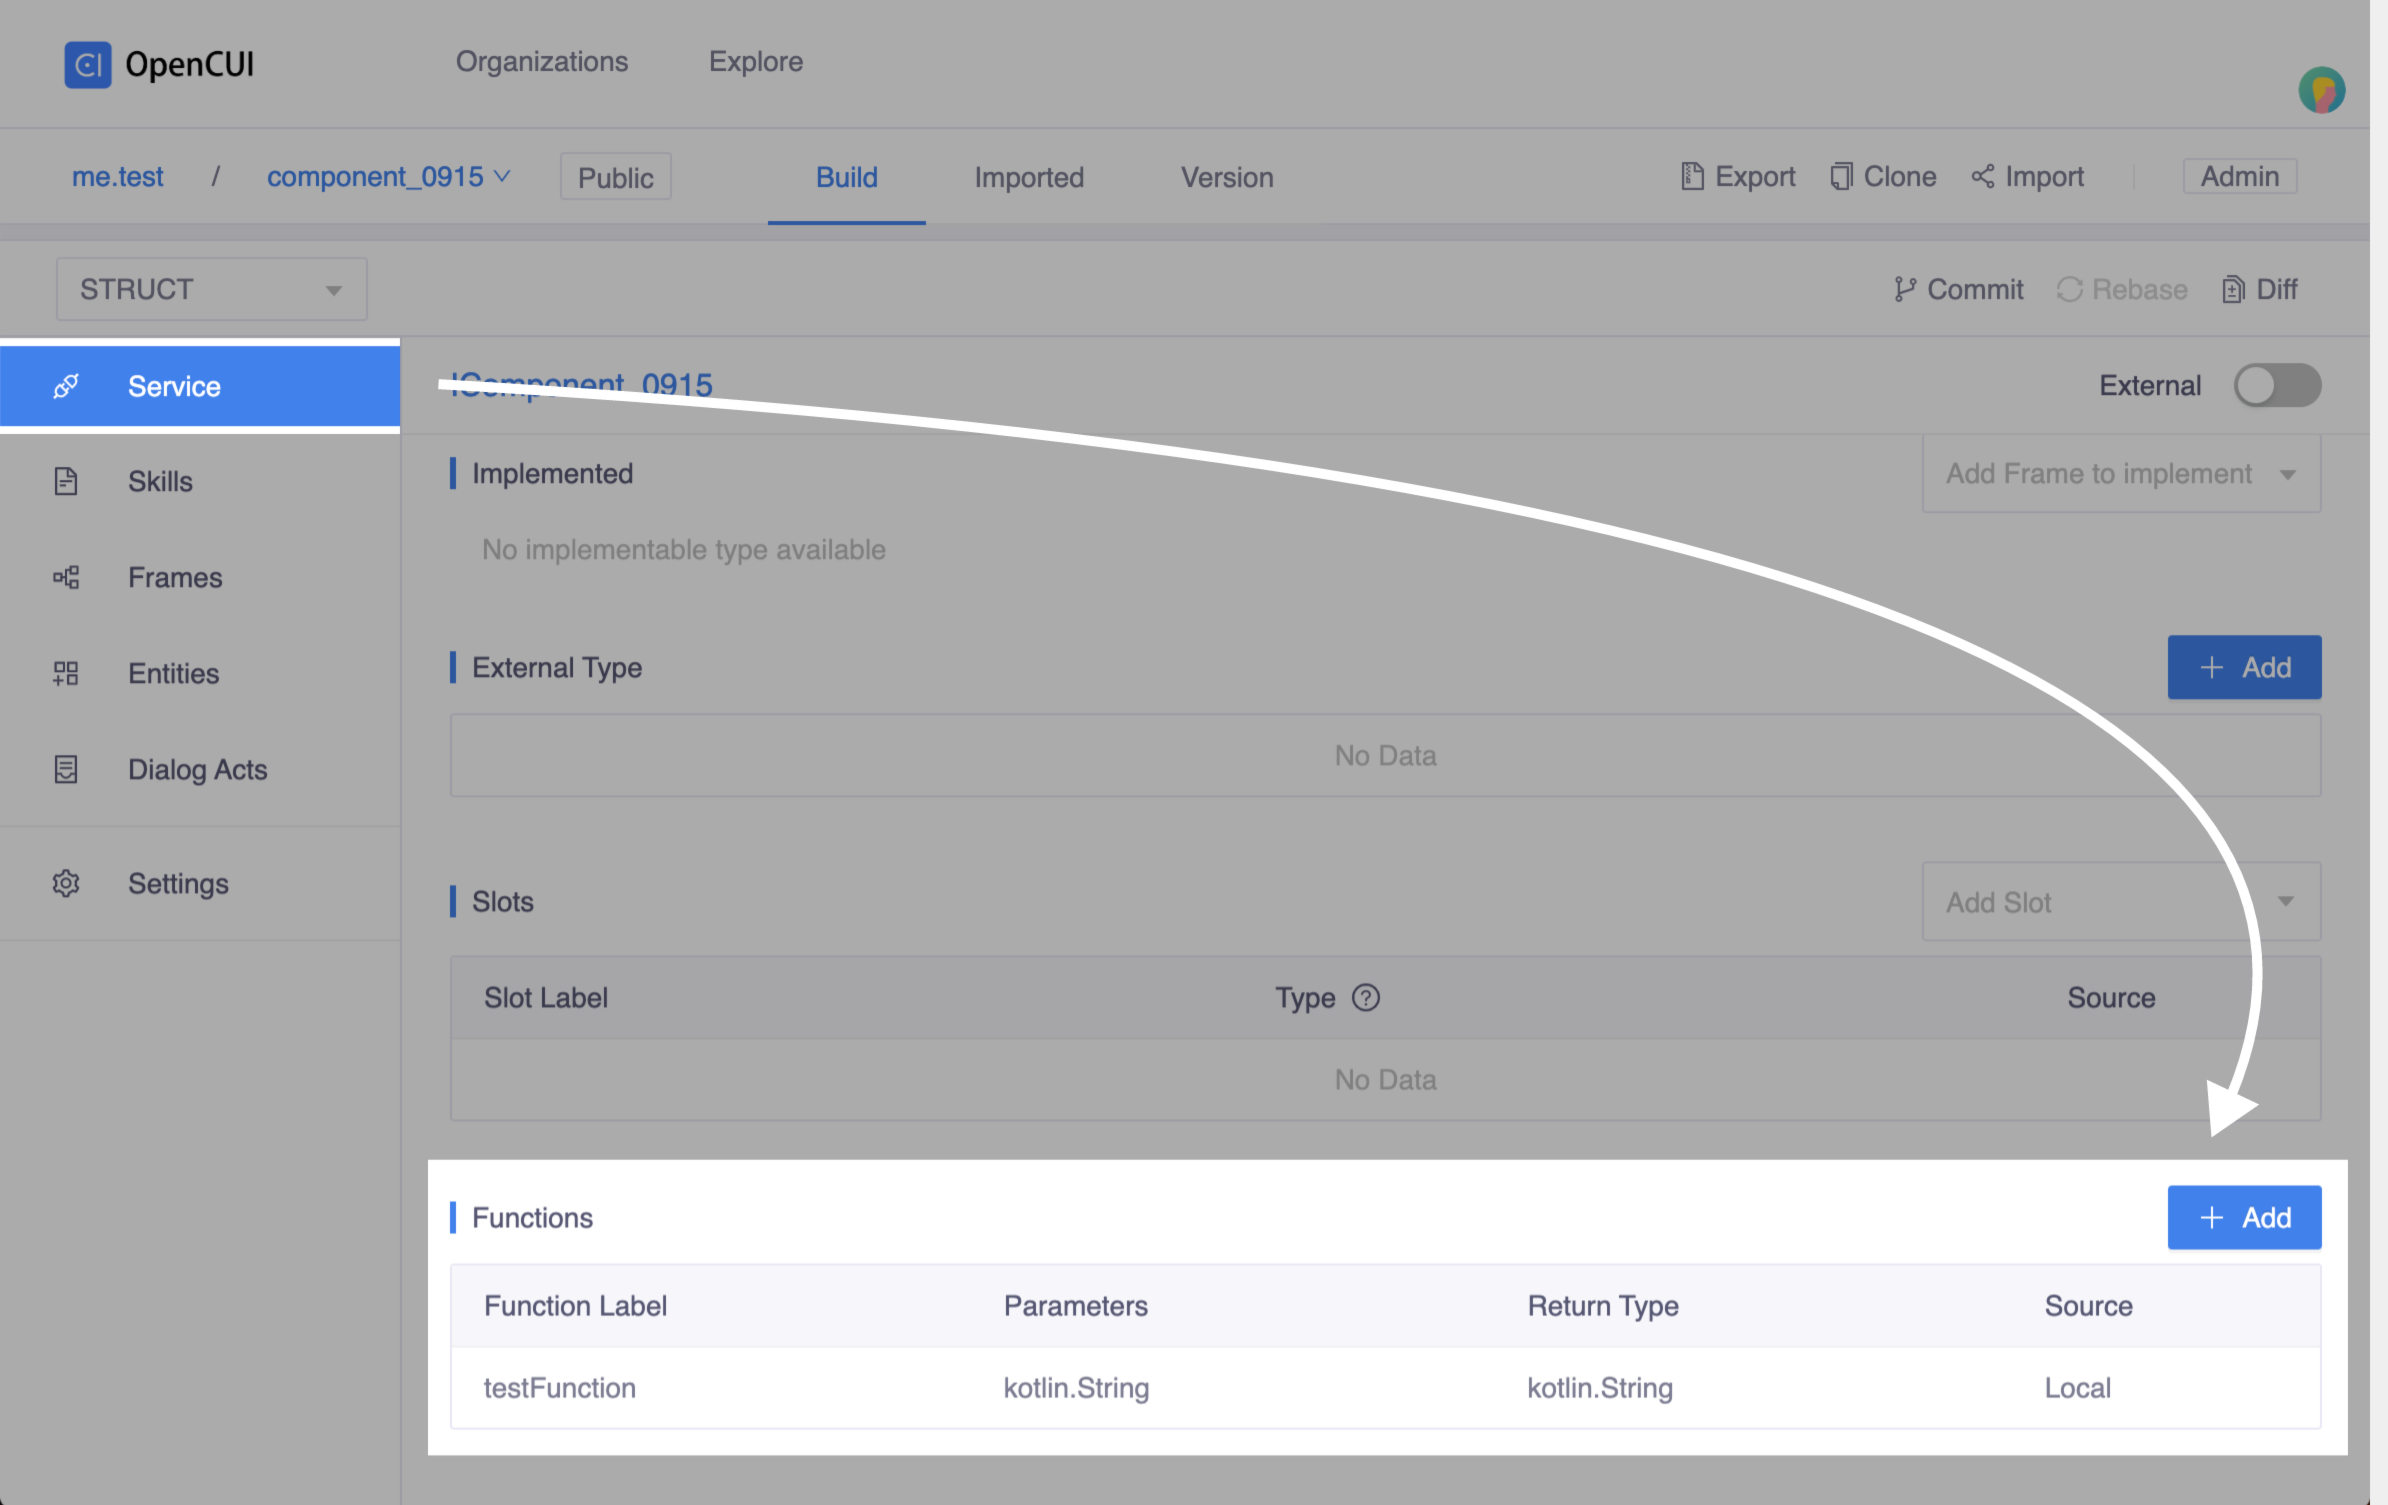 CI OpenCUI Organizations Explore
me.test / component_0915 Public Build Imported Version Export Clone Import Admin
STRUCT Commit Rebase Diff
Service
Skills
Frames
Entities
Dialog Acts
Settings
IComponent_0915 External
Implemented Add Frame to implement
No implementable type available
External Type + Add
No Data
Slots Add Slot
Slot Label Type ? Source
No Data
Functions + Add
Function Label Parameters Return Type Source
testFunction kotlin.String kotlin.String Local